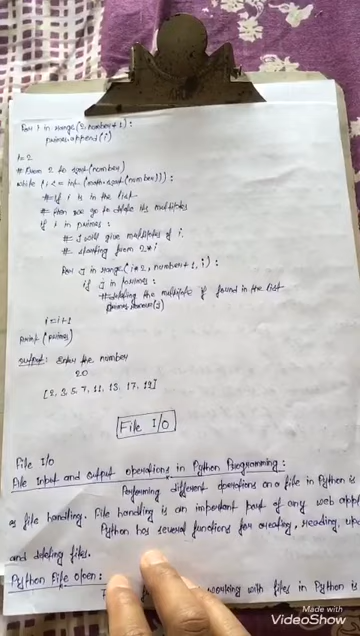 for i in range(2, number+1):
primes.append(i)
i=2
# From 2 to sqrt(number)
while (i <= int (math.sqrt(number))):
# If i is in the list
# then we go to delete its multiples
if i in primes:
# J will give multiples of i.
# starting from 2*i
for J in range(i*2, number+1, i):
if J in primes:
# deleting the multiple if found in the list
primes.remove(J)
i=i+1
print (primes)
output: Enter the number
20
[2, 3, 5, 7, 11, 13, 17, 19]
File I/O
File I/O
File Input and output operations in Python Programming:
Performing different operations on a file in Python is
as file handling. File handling is an important part of any web appl
Python has several functions for creating, reading, up
and deleting files.
Python File open:
working with files in Python is
Made with
VideoShow